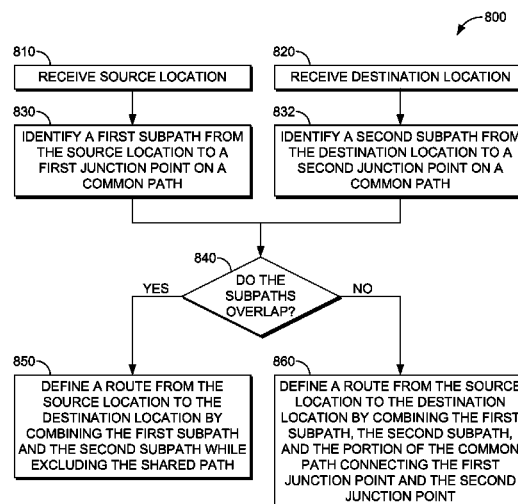 800
810
RECEIVE SOURCE LOCATION
820
RECEIVE DESTINATION LOCATION
830
IDENTIFY A FIRST SUBPATH FROM
THE SOURCE LOCATION TO A
FIRST JUNCTION POINT ON A
COMMON PATH
832
IDENTIFY A SECOND SUBPATH FROM
THE DESTINATION LOCATION TO A
SECOND JUNCTION POINT ON A
COMMON PATH
840
DO THE
SUBPATHS
OVERLAP?
YES
NO
850
DEFINE A ROUTE FROM THE
SOURCE LOCATION TO THE
DESTINATION LOCATION BY
COMBINING THE FIRST SUBPATH
AND THE SECOND SUBPATH WHILE
EXCLUDING THE SHARED PATH
860
DEFINE A ROUTE FROM THE SOURCE
LOCATION TO THE DESTINATION
LOCATION BY COMBINING THE FIRST
SUBPATH, THE SECOND SUBPATH,
AND THE PORTION OF THE COMMON
PATH CONNECTING THE FIRST
JUNCTION POINT AND THE SECOND
JUNCTION POINT